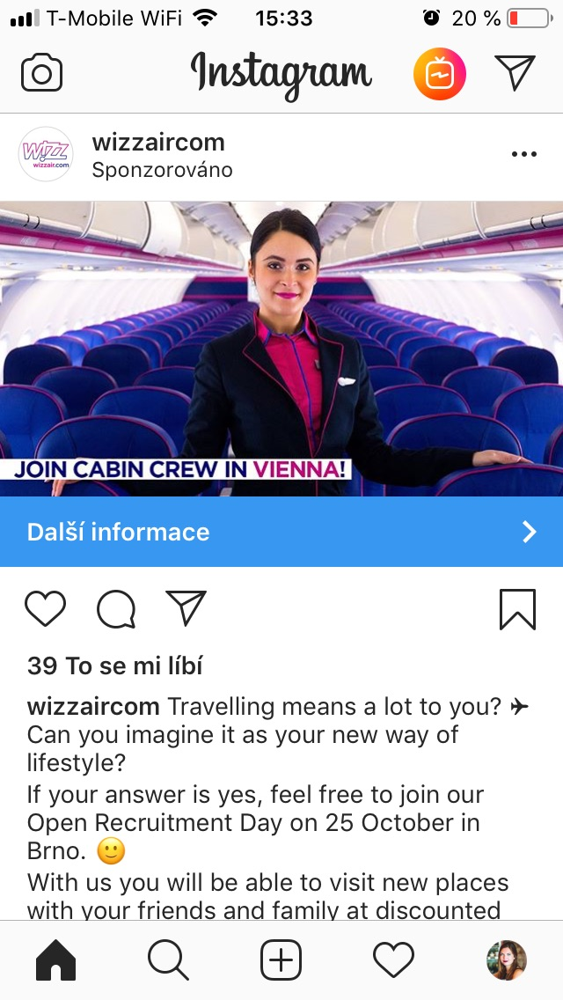 T-Mobile WiFi 15:33 20 %
Instagram
WIZZ
wizzair.com
wizzaircom
Sponzorováno
JOIN CABIN CREW IN VIENNA!
Další informace
39 To se mi líbí
wizzaircom Travelling means a lot to you? ✈
Can you imagine it as your new way of
lifestyle?
If your answer is yes, feel free to join our
Open Recruitment Day on 25 October in
Brno. 🙂
With us you will be able to visit new places
with your friends and family at discounted